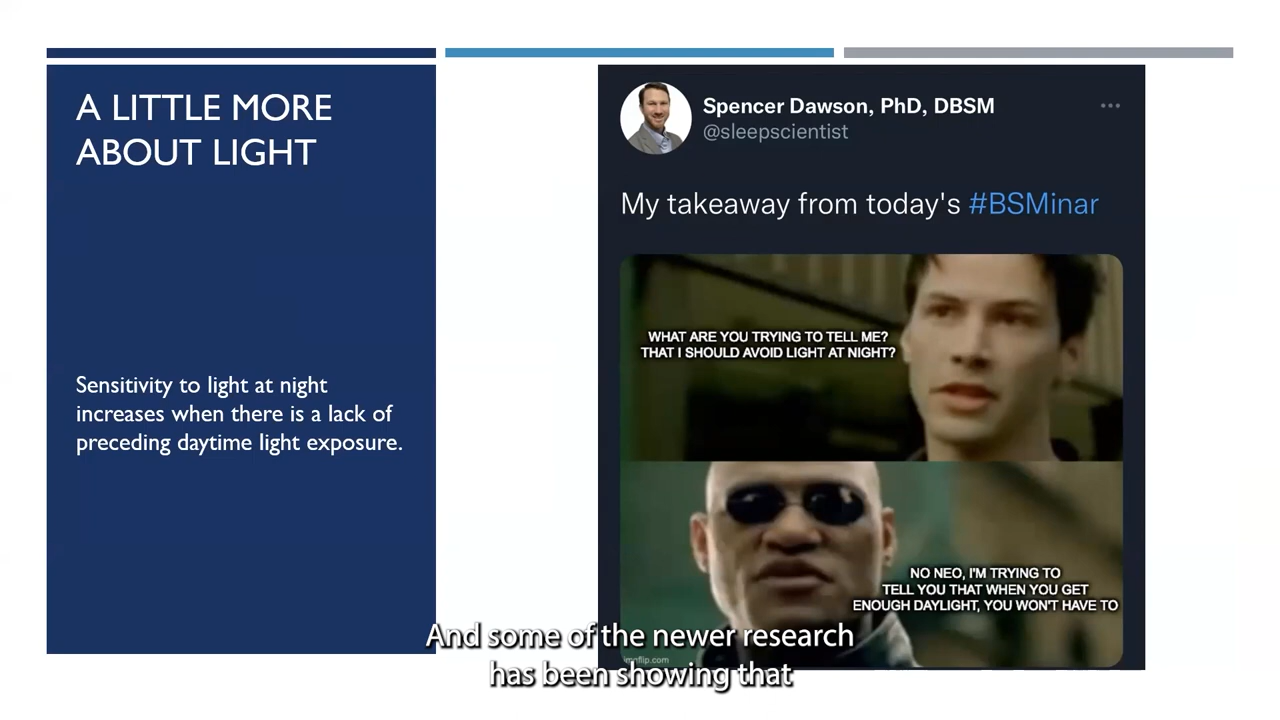 A LITTLE MORE
ABOUT LIGHT
Sensitivity to light at night
increases when there is a lack of
preceding daytime light exposure.
Spencer Dawson, PhD, DBSM
@sleepscientist
My takeaway from today's #BSMinar
WHAT ARE YOU TRYING TO TELL ME?
THAT I SHOULD AVOID LIGHT AT NIGHT?
NO NEO, I'M TRYING TO
TELL YOU THAT WHEN YOU GET
ENOUGH DAYLIGHT, YOU WON'T HAVE TO
imgflip.com
And some of the newer research
has been showing that